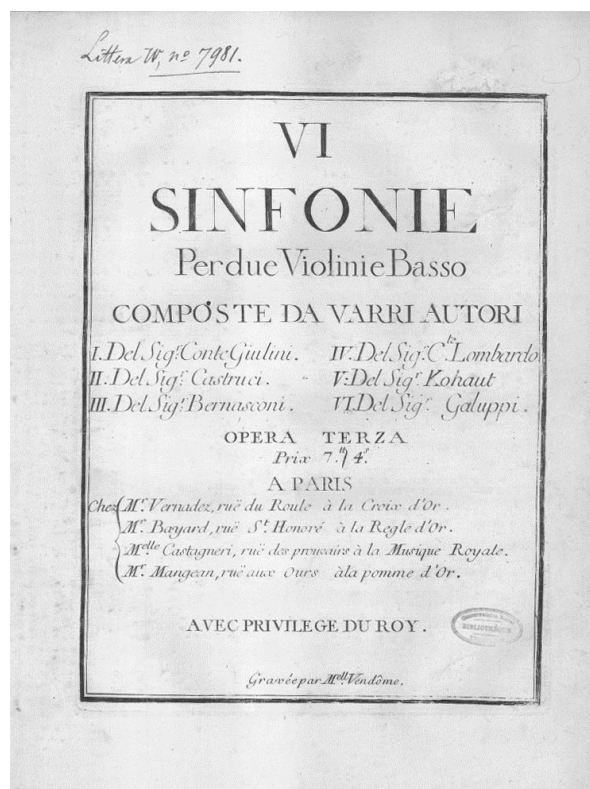 Littera W, no 7981.
VI
SINFONIE
Per due Violini e Basso
COMPOSTE DA VARRI AUTORI
I. Del Sigr. Conte Giulini. IV. Del Sigr. Cte. Lombardo
II. Del Sigr. Castruci. V. Del Sigr. Kohaut
III. Del Sigr. Bernasconi. VI. Del Sigr. Galuppi.
OPERA TERZA
Prix 7.tt 4s.
A PARIS
Chez Mr. Vernadez, ruë du Roule à la Croix d'Or.
Mr. Bayard, ruë St. Honoré à la Regle d'Or.
Melle Castagneri, ruë des prouvairs à la Musique Royale.
Mr. Mangean, ruë aux Ours à la pomme d'Or.
AVEC PRIVILEGE DU ROY.
BIBLIOTHEQUE
Gravée par Mell. Vendôme.